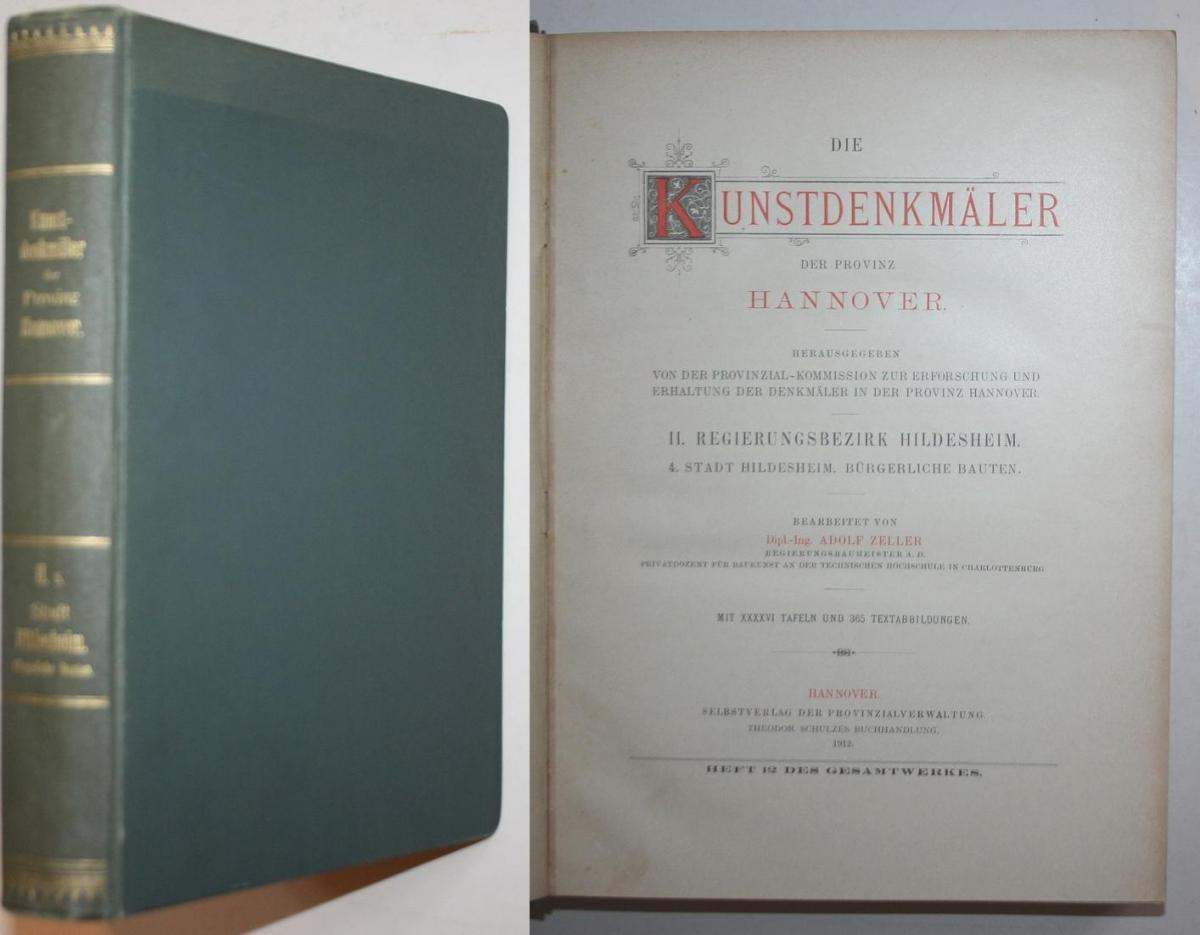 Kunst-
denkmäler
der
Provinz
Hannover.
Stadt
Hildesheim.
DIE
KUNSTDENKMÄLER
DER PROVINZ
HANNOVER.
HERAUSGEGEBEN
VON DER PROVINZIAL-KOMMISSION ZUR ERFORSCHUNG UND
ERHALTUNG DER DENKMÄLER IN DER PROVINZ HANNOVER.
II. REGIERUNGSBEZIRK HILDESHEIM.
4. STADT HILDESHEIM. BÜRGERLICHE BAUTEN.
BEARBEITET VON
Dipl.-Ing. ADOLF ZELLER
REGIERUNGSBAUMEISTER A. D.
PRIVATDOZENT FÜR BAUKUNST AN DER TECHNISCHEN HOCHSCHULE IN CHARLOTTENBURG
MIT XXXXVI TAFELN UND 365 TEXTABBILDUNGEN.
HANNOVER.
SELBSTVERLAG DER PROVINZIALVERWALTUNG.
THEODOR SCHULZES BUCHHANDLUNG.
1912.
HEFT 12 DES GESAMTWERKES.